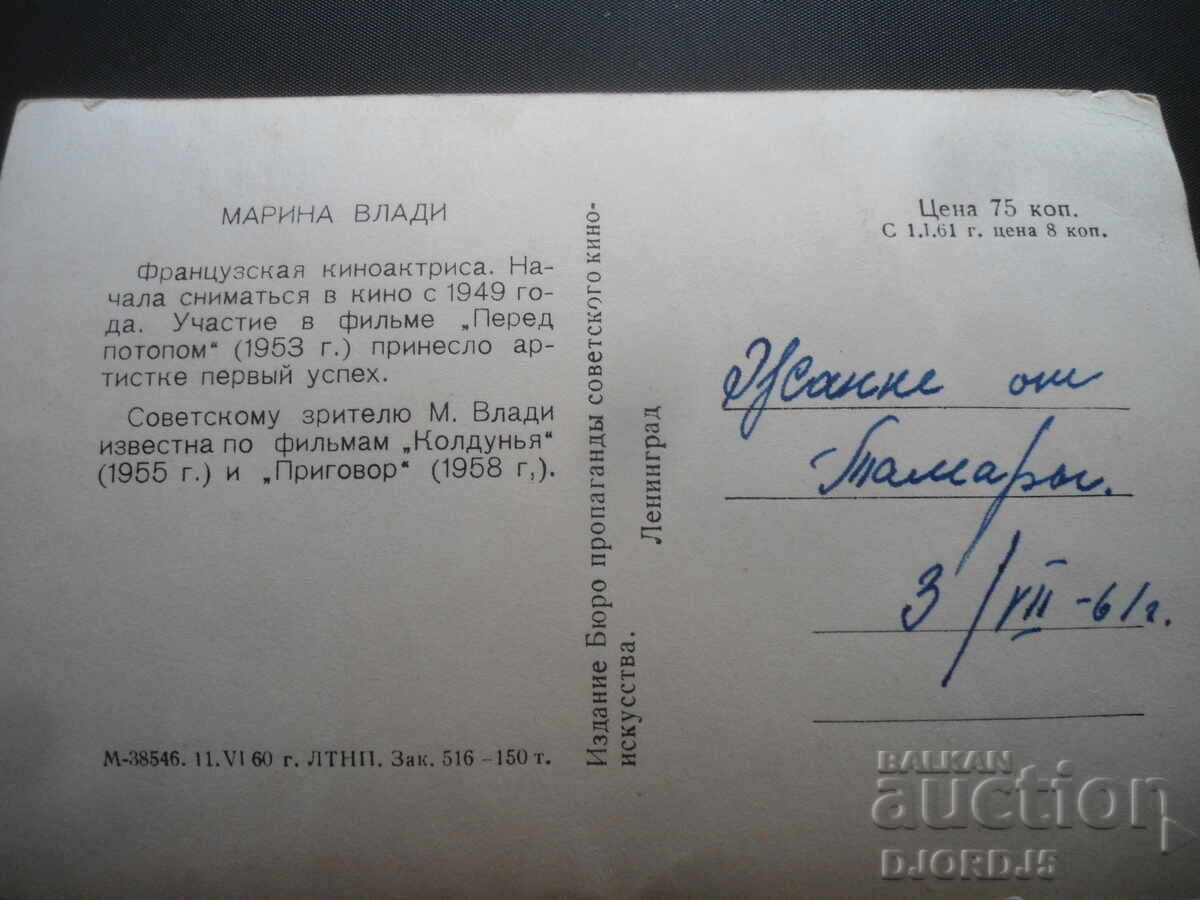 МАРИНА ВЛАДИ
Французская киноактриса. На-
чала сниматься в кино с 1949 го-
да. Участие в фильме „Перед
потопом“ (1953 г.) принесло ар-
тистке первый успех.
Советскому зрителю М. Влади
известна по фильмам „Колдунья“
(1955 г.) и „Приговор“ (1958 г,).
М-38546. 11.VI 60 г. ЛТНП. Зак. 516 – 150 т.
Издание Бюро пропаганды советского кино-
искусства.
Ленинград
Цена 75 коп.
С 1.I.61 г. цена 8 коп.
Жанне от
Тамары.
3/VII-61г.
BALKAN
auction
DJORDJ5